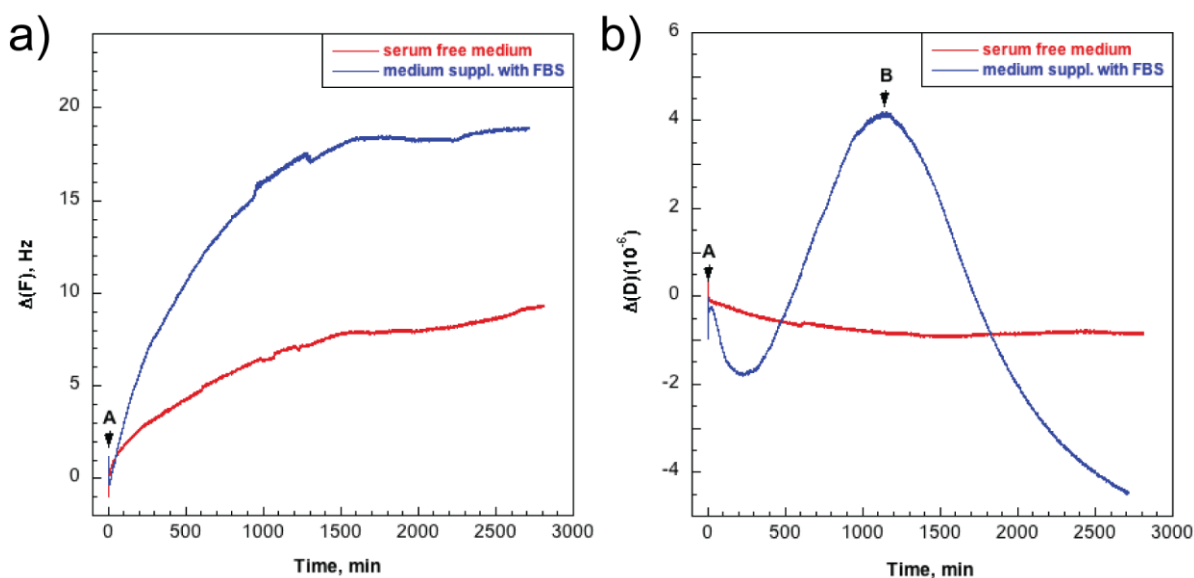 a)
serum free medium
medium suppl. with FBS
20
15
10
5
0
A
Δ(F), Hz
0 500 1000 1500 2000 2500 3000
Time, min
b)
serum free medium
medium suppl. with FBS
6
4
2
0
-2
-4
A
B
Δ(D)(10⁻⁶)
0 500 1000 1500 2000 2500 3000
Time, min